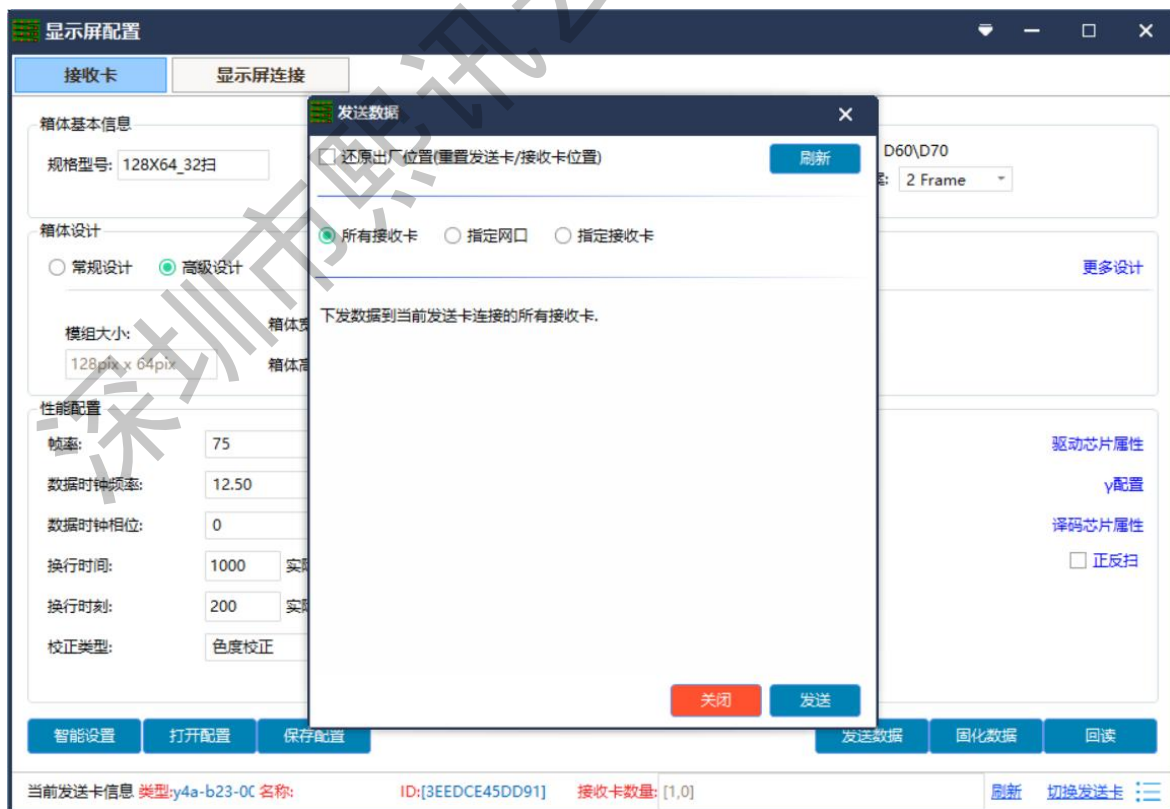 显示屏配置
接收卡 显示屏连接
箱体基本信息
规格型号: 128X64_32扫
D60\D70
2 Frame
箱体设计
常规设计 高级设计
更多设计
模组大小:
128pix x 64pix
箱体
箱体高
性能配置
帧率: 75
驱动芯片属性
数据时钟频率: 12.50
γ配置
数据时钟相位: 0
译码芯片属性
换行时间: 1000
正反扫
换行时刻: 200
校正类型: 色度校正
发送数据
还原出厂位置(重置发送卡/接收卡位置) 刷新
所有接收卡 指定网口 指定接收卡
下发数据到当前发送卡连接的所有接收卡.
关闭 发送
智能设置 打开配置 保存配置 发送数据 固化数据 回读
当前发送卡信息 类型:y4a-b23-0 名称: ID:[3EEDCE45DD91] 接收卡数量: [1,0] 刷新 切换发送卡
深圳市熙讯